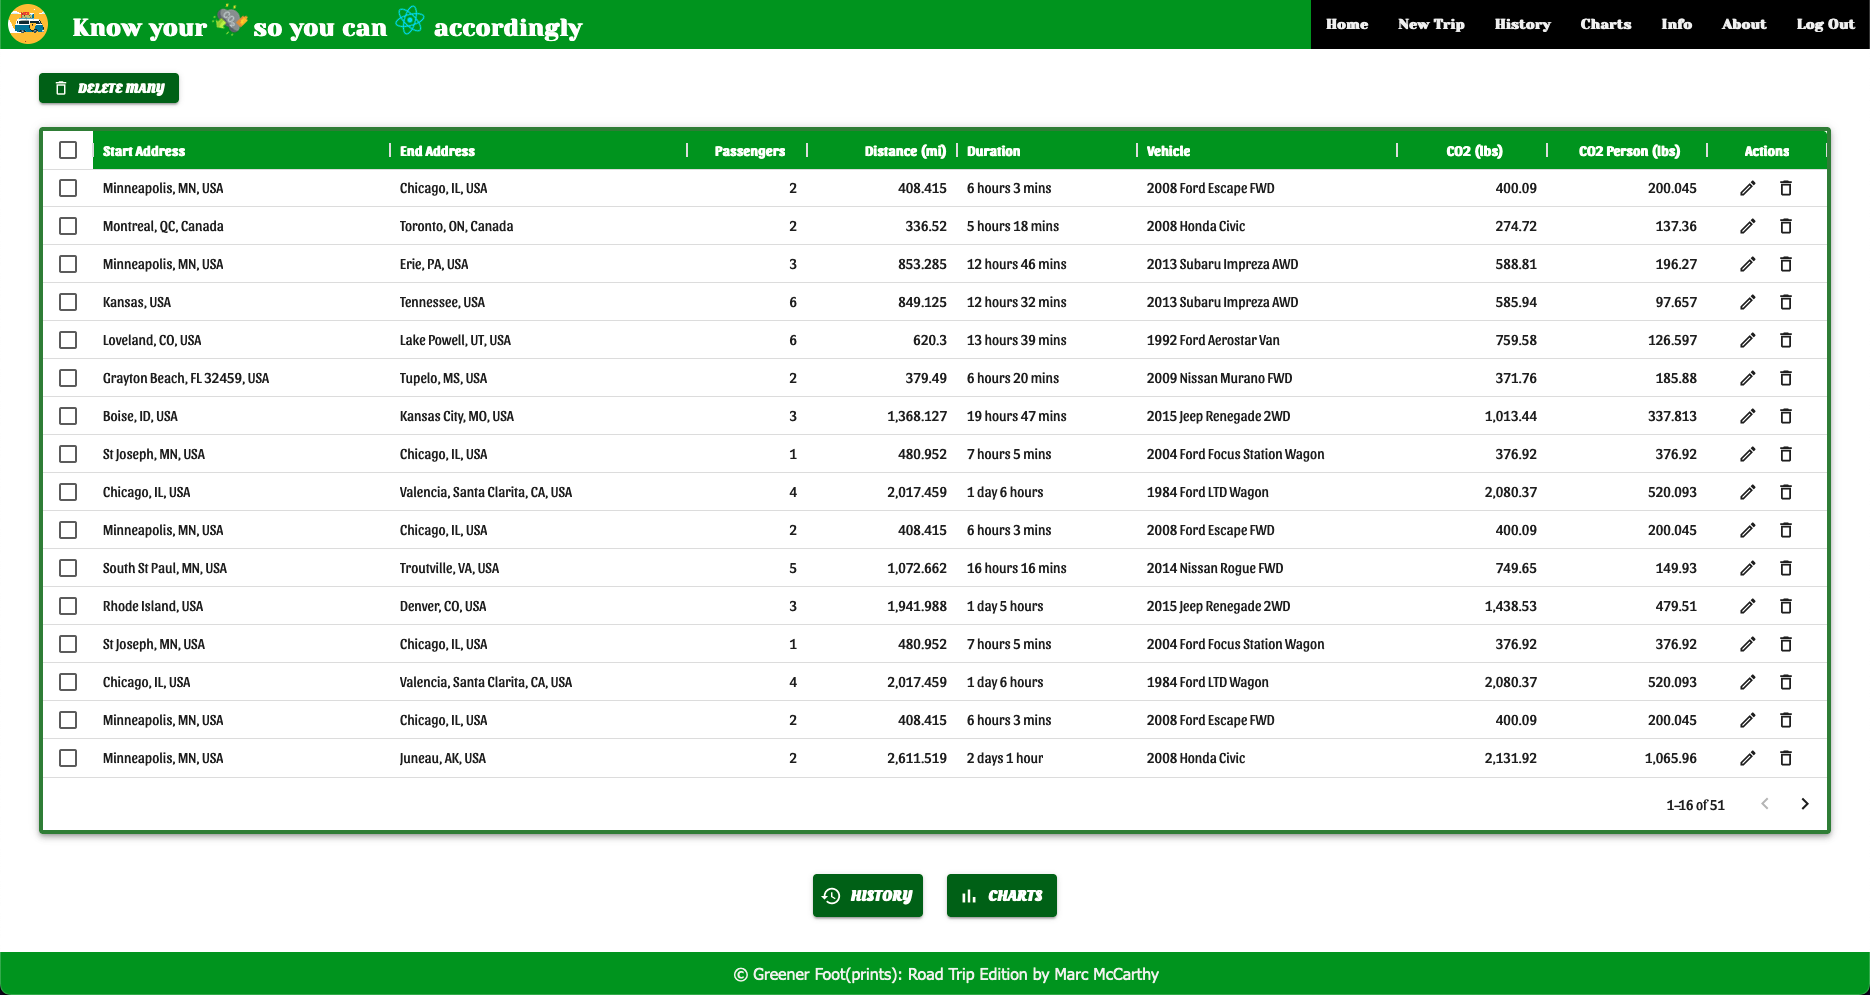 Know your CO₂ so you can accordingly
Home New Trip History Charts Info About Log Out
DELETE MANY
Start Address End Address Passengers Distance (mi) Duration Vehicle CO2 (lbs) CO2 Person (lbs) Actions
Minneapolis, MN, USA Chicago, IL, USA 2 408.415 6 hours 3 mins 2008 Ford Escape FWD 400.09 200.045
Montreal, QC, Canada Toronto, ON, Canada 2 336.52 5 hours 18 mins 2008 Honda Civic 274.72 137.36
Minneapolis, MN, USA Erie, PA, USA 3 853.285 12 hours 46 mins 2013 Subaru Impreza AWD 588.81 196.27
Kansas, USA Tennessee, USA 6 849.125 12 hours 32 mins 2013 Subaru Impreza AWD 585.94 97.657
Loveland, CO, USA Lake Powell, UT, USA 6 620.3 13 hours 39 mins 1992 Ford Aerostar Van 759.58 126.597
Grayton Beach, FL 32459, USA Tupelo, MS, USA 2 379.49 6 hours 20 mins 2009 Nissan Murano FWD 371.76 185.88
Boise, ID, USA Kansas City, MO, USA 3 1,368.127 19 hours 47 mins 2015 Jeep Renegade 2WD 1,013.44 337.813
St Joseph, MN, USA Chicago, IL, USA 1 480.952 7 hours 5 mins 2004 Ford Focus Station Wagon 376.92 376.92
Chicago, IL, USA Valencia, Santa Clarita, CA, USA 4 2,017.459 1 day 6 hours 1984 Ford LTD Wagon 2,080.37 520.093
Minneapolis, MN, USA Chicago, IL, USA 2 408.415 6 hours 3 mins 2008 Ford Escape FWD 400.09 200.045
South St Paul, MN, USA Troutville, VA, USA 5 1,072.662 16 hours 16 mins 2014 Nissan Rogue FWD 749.65 149.93
Rhode Island, USA Denver, CO, USA 3 1,941.988 1 day 5 hours 2015 Jeep Renegade 2WD 1,438.53 479.51
St Joseph, MN, USA Chicago, IL, USA 1 480.952 7 hours 5 mins 2004 Ford Focus Station Wagon 376.92 376.92
Chicago, IL, USA Valencia, Santa Clarita, CA, USA 4 2,017.459 1 day 6 hours 1984 Ford LTD Wagon 2,080.37 520.093
Minneapolis, MN, USA Chicago, IL, USA 2 408.415 6 hours 3 mins 2008 Ford Escape FWD 400.09 200.045
Minneapolis, MN, USA Juneau, AK, USA 2 2,611.519 2 days 1 hour 2008 Honda Civic 2,131.92 1,065.96
1–16 of 51
HISTORY CHARTS
© Greener Foot(prints): Road Trip Edition by Marc McCarthy